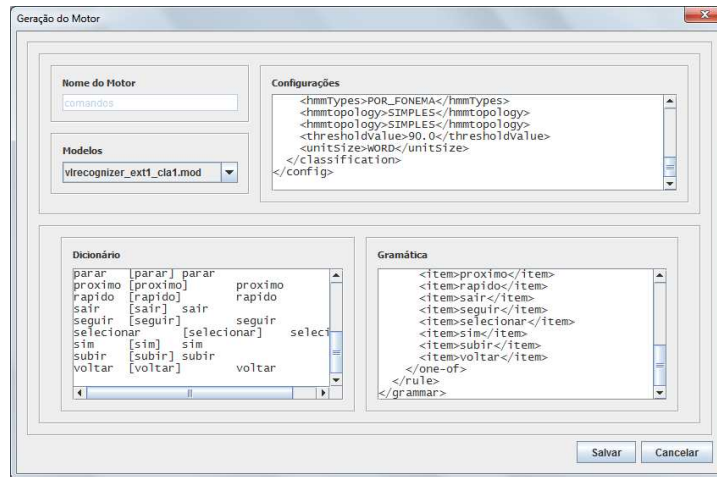 Geração do Motor
Nome do Motor
comandos
Modelos
vlrecognizer_ext1_cla1.mod
Configurações
<hmmTypes>POR_FONEMA</hmmTypes>
<hmmtopology>SIMPLES</hmmtopology>
<hmmtopology>SIMPLES</hmmtopology>
<thresholdValue>90.0</thresholdValue>
<unitSize>WORD</unitSize>
</classification>
</config>
Dicionário
parar [parar] parar
proximo [proximo] proximo
rapido [rapido] rapido
sair [sair] sair
seguir [seguir] seguir
selecionar [selecionar] seleci
sim [sim] sim
subir [subir] subir
voltar [voltar] voltar
Gramática
<item>proximo</item>
<item>rapido</item>
<item>sair</item>
<item>seguir</item>
<item>selecionar</item>
<item>sim</item>
<item>subir</item>
<item>voltar</item>
</one-of>
</rule>
</grammar>
Salvar Cancelar